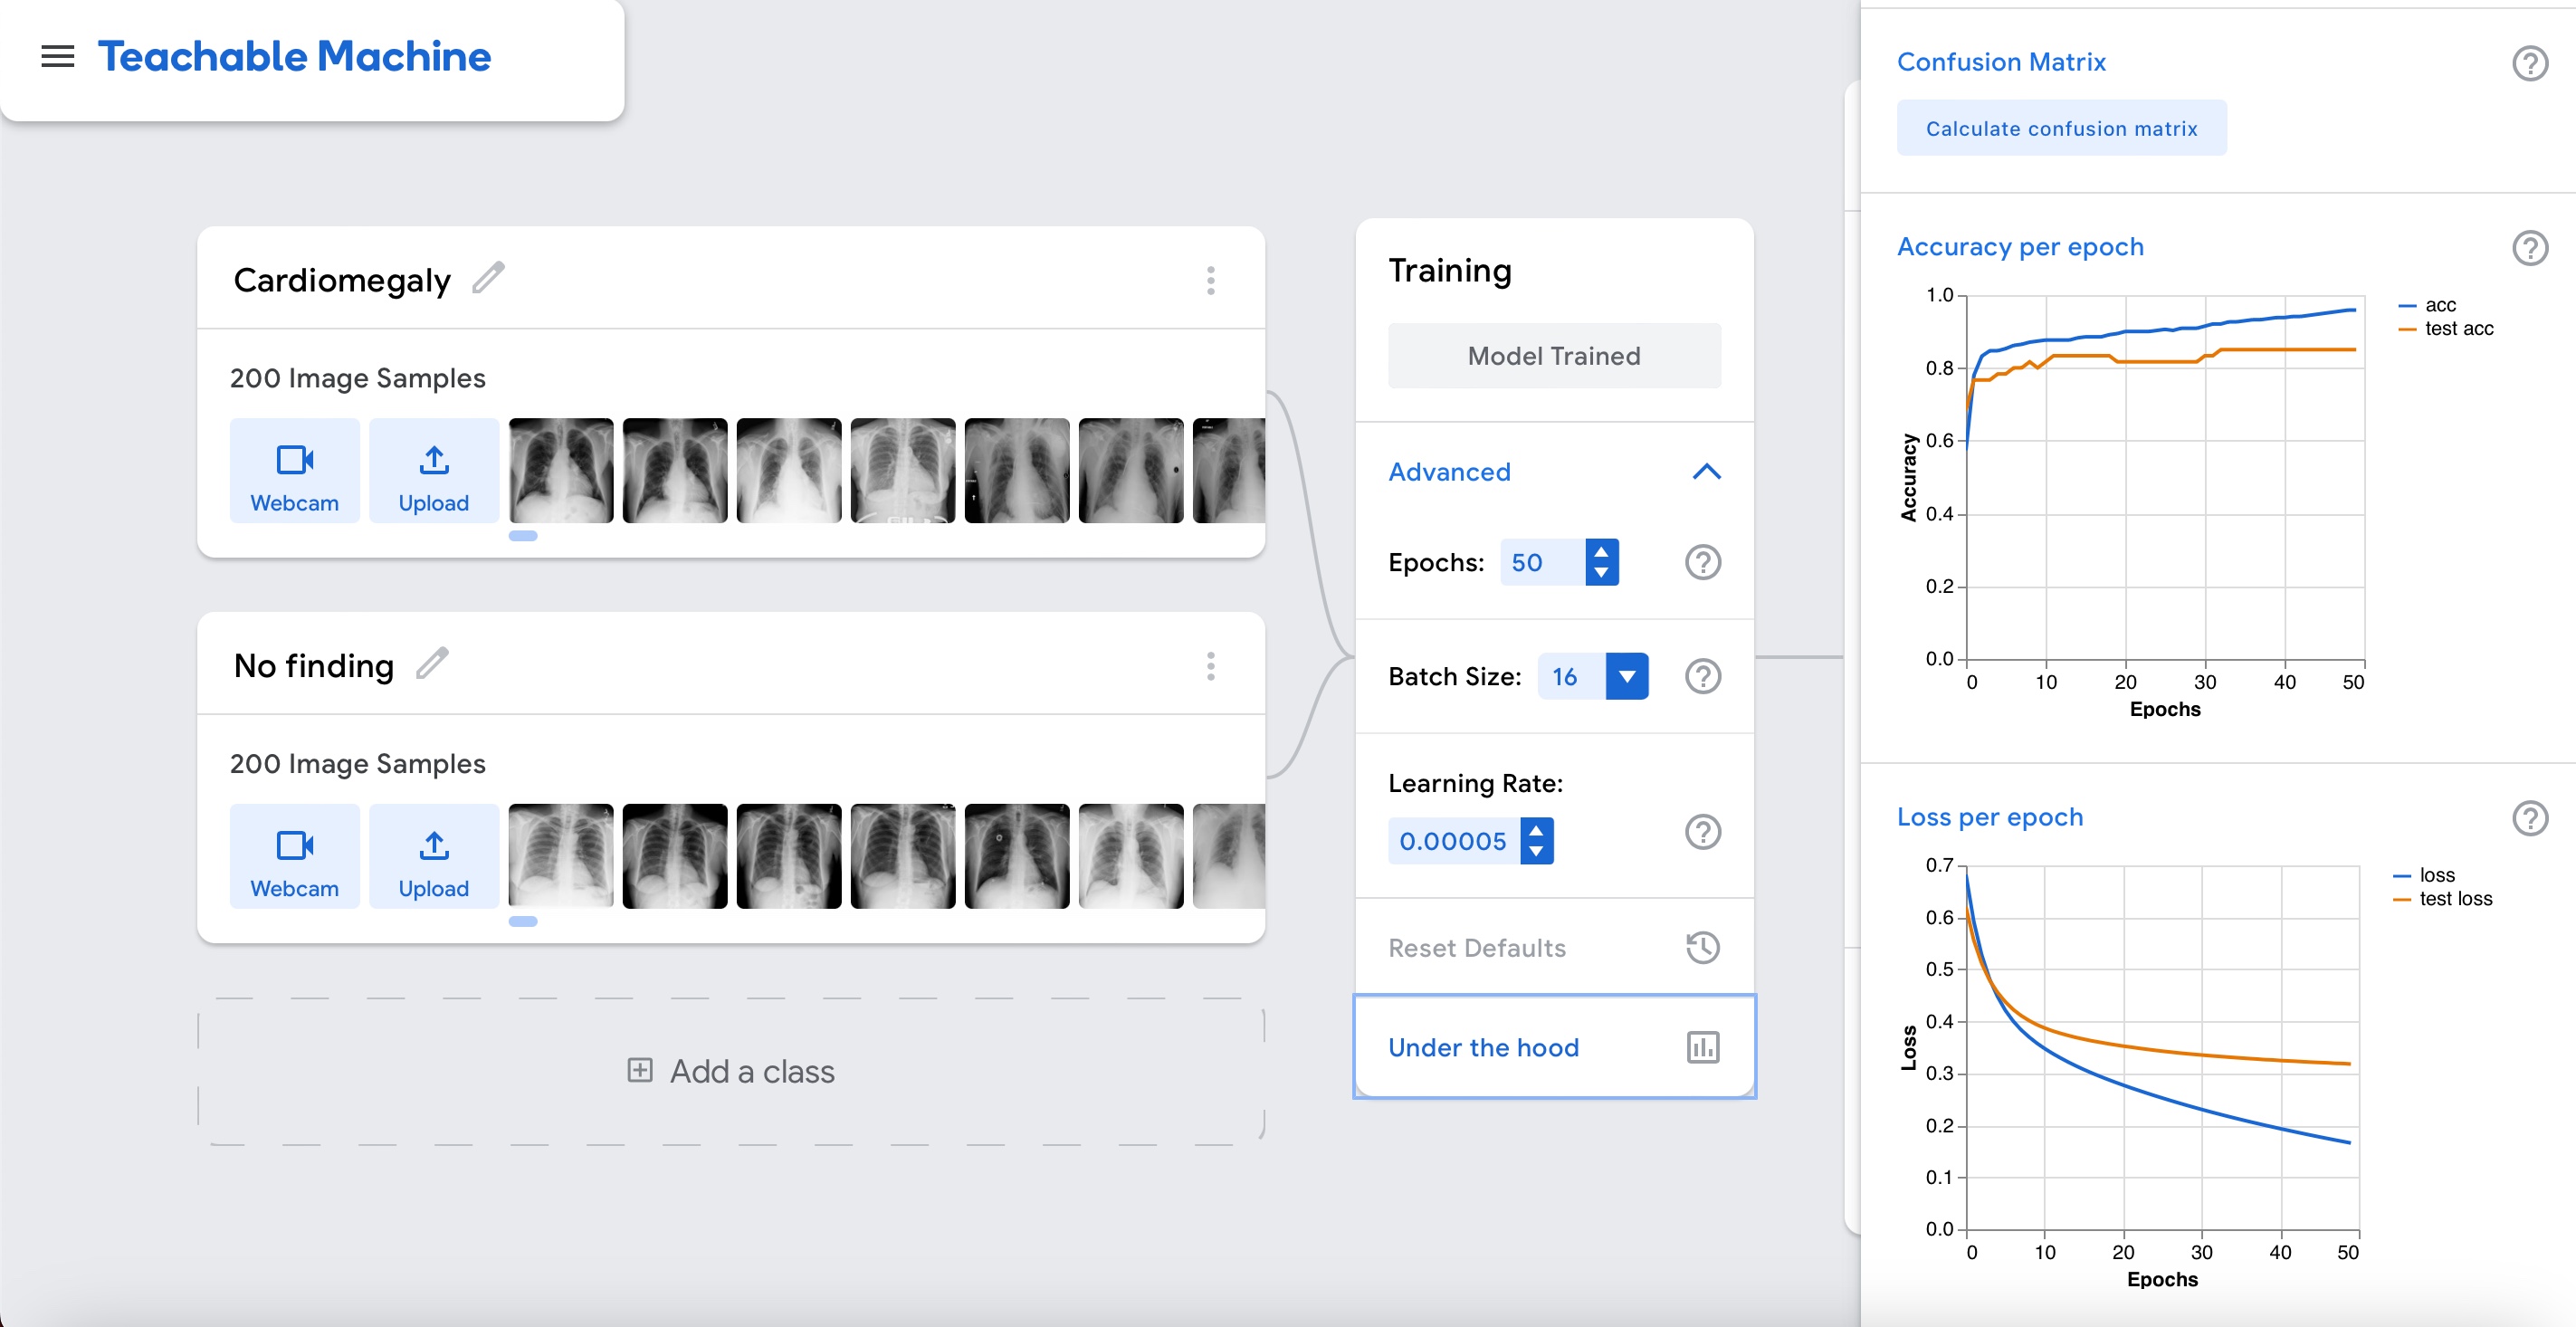 Teachable Machine
Cardiomegaly
200 Image Samples
Webcam
Upload
No finding
200 Image Samples
Webcam
Upload
Add a class
Training
Model Trained
Advanced
Epochs: 50
Batch Size: 16
Learning Rate:
0.00005
Reset Defaults
Under the hood
Confusion Matrix
Calculate confusion matrix
Accuracy per epoch
1.0
0.8
0.6
0.4
0.2
0.0
Accuracy
0 10 20 30 40 50
Epochs
acc
test acc
Loss per epoch
0.7
0.6
0.5
0.4
0.3
0.2
0.1
0.0
Loss
0 10 20 30 40 50
Epochs
loss
test loss